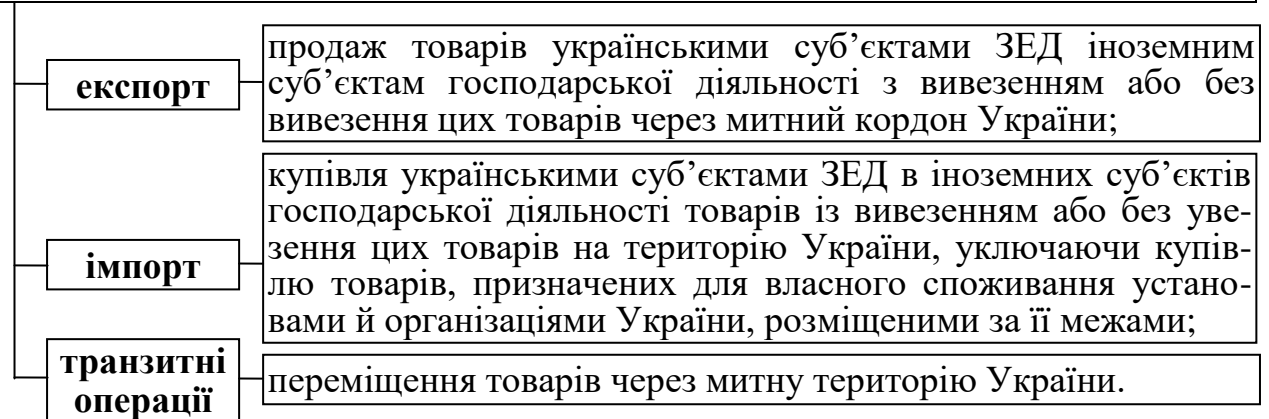 експорт
продаж товарів українськими суб’єктами ЗЕД іноземним
суб’єктам господарської діяльності з вивезенням або без
вивезення цих товарів через митний кордон України;
імпорт
купівля українськими суб’єктами ЗЕД в іноземних суб’єктів
господарської діяльності товарів із вивезенням або без уве-
зення цих товарів на територію України, уключаючи купів-
лю товарів, призначених для власного споживання устано-
вами й організаціями України, розміщеними за її межами;
транзитні
операції
переміщення товарів через митну територію України.